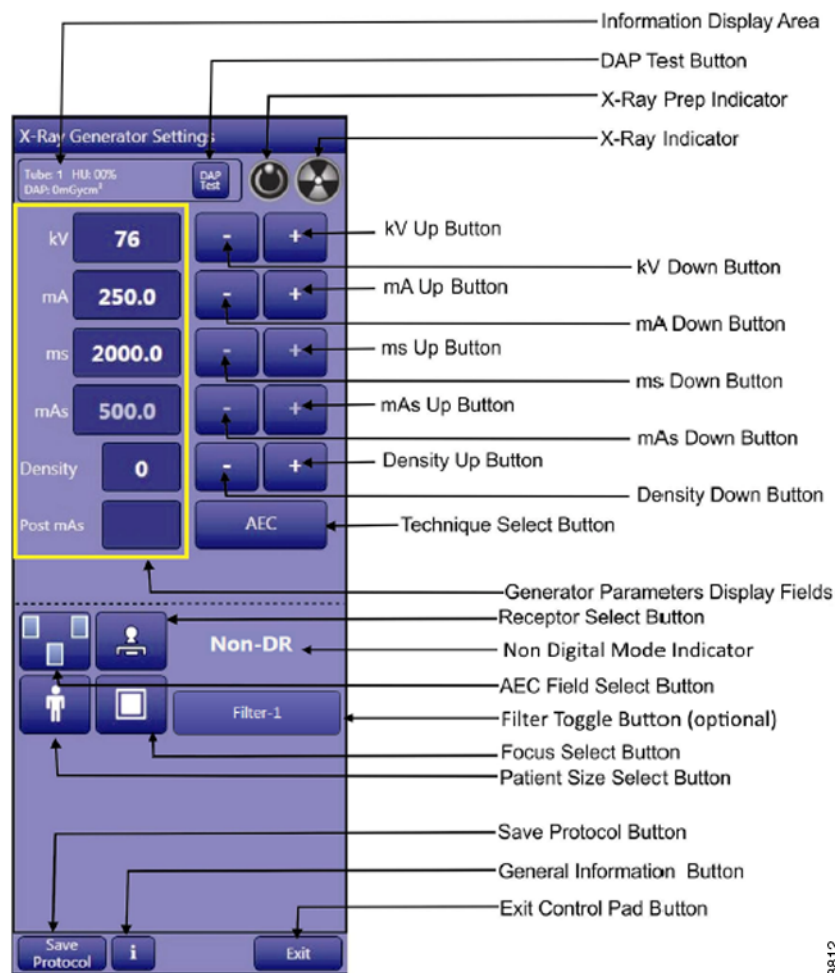 Information Display Area
DAP Test Button
X-Ray Prep Indicator
X-Ray Indicator
X-Ray Generator Settings
Tube: 1 HU: 00%
DAP: 0mGycm²
DAP
Test
kV 76 - +
kV Up Button
kV Down Button
mA 250.0 - +
mA Up Button
mA Down Button
ms 2000.0 - +
ms Up Button
ms Down Button
mAs 500.0 - +
mAs Up Button
mAs Down Button
Density 0 - +
Density Up Button
Density Down Button
Post mAs AEC
Technique Select Button
Generator Parameters Display Fields
Receptor Select Button
Non-DR
Non Digital Mode Indicator
AEC Field Select Button
Filter-1
Filter Toggle Button (optional)
Focus Select Button
Patient Size Select Button
Save Protocol Button
General Information Button
Exit Control Pad Button
Save
Protocol
i
Exit